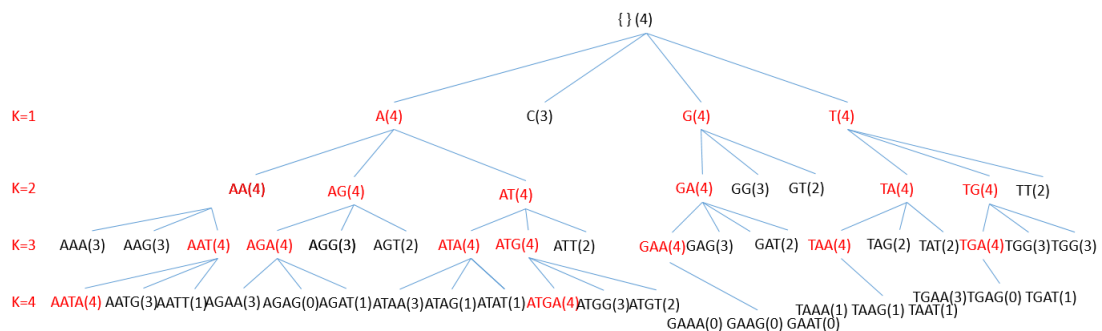 { } (4)
K=1 A(4) C(3) G(4) T(4)
K=2 AA(4) AG(4) AT(4) GA(4) GG(3) GT(2) TA(4) TG(4) TT(2)
K=3 AAA(3) AAG(3) AAT(4) AGA(4) AGG(3) AGT(2) ATA(4) ATG(4) ATT(2) GAA(4) GAG(3) GAT(2) TAA(4) TAG(2) TAT(2) TGA(4) TGG(3) TGG(3)
K=4 AATA(4) AATG(3) AATT(1) AGAA(3) AGAG(0) AGAT(1) ATAA(3) ATAG(1) ATAT(1) ATGA(4) ATGG(3) ATGT(2)
TGAA(3) TGAG(0) TGAT(1)
TAAA(1) TAAG(1) TAAT(1)
GAAA(0) GAAG(0) GAAT(0)